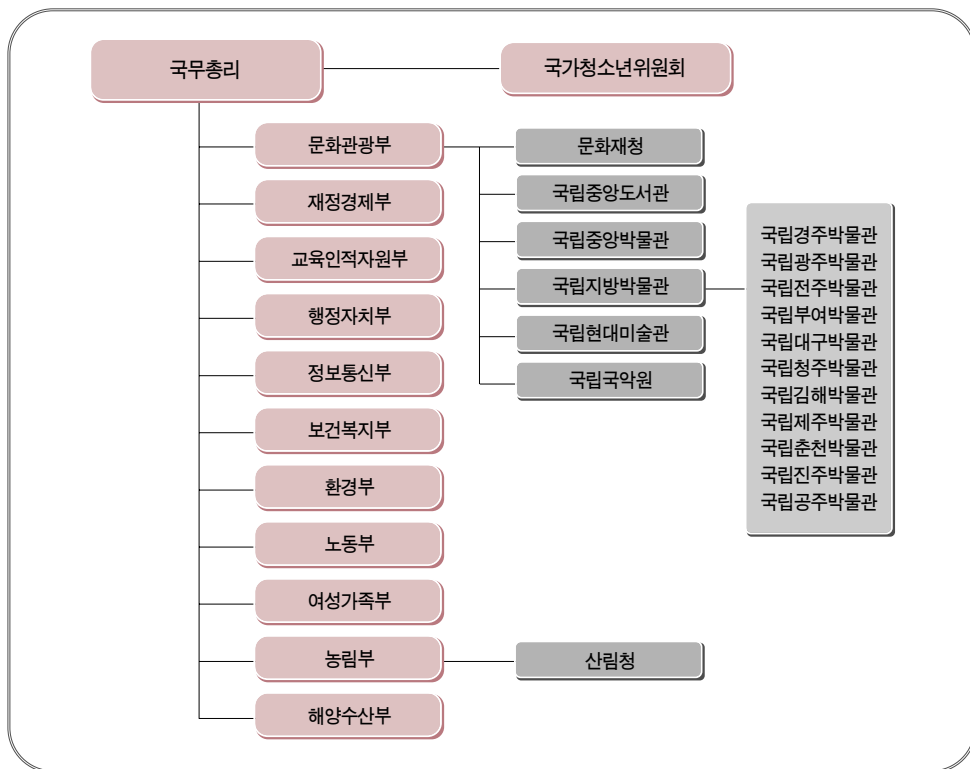 국무총리
국가청소년위원회
문화관광부
문화재청
국립중앙도서관
국립중앙박물관
국립지방박물관
국립현대미술관
국립국악원
국립경주박물관
국립광주박물관
국립전주박물관
국립부여박물관
국립대구박물관
국립청주박물관
국립김해박물관
국립제주박물관
국립춘천박물관
국립진주박물관
국립공주박물관
재정경제부
교육인적자원부
행정자치부
정보통신부
보건복지부
환경부
노동부
여성가족부
농림부
산림청
해양수산부